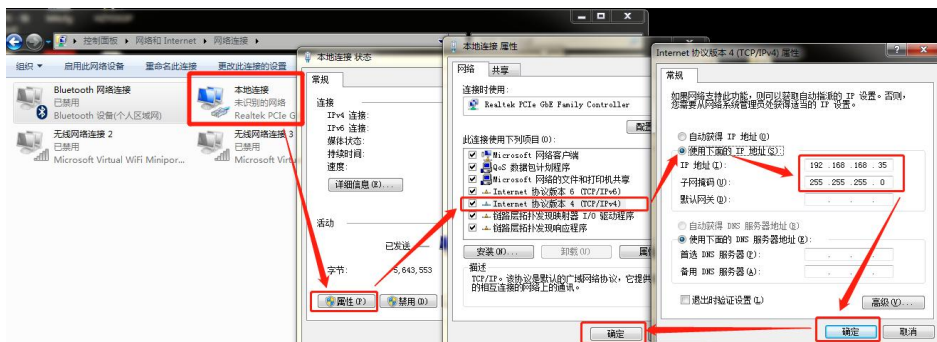 控制面板 ▸ 网络和 Internet ▸ 网络连接 ▸
组织 ▾ 启用此网络设备 重命名此连接 更改此连接的设置
Bluetooth 网络连接
已禁用
Bluetooth 设备(个人区域网)
本地连接
未识别的网络
Realtek PCIe G
无线网络连接 2
已禁用
Microsoft Virtual WiFi Minipor...
无线网络连接 3
已禁用
Microsoft Virtu
本地连接 状态
常规
连接
IPv4 连接:
IPv6 连接:
媒体状态:
持续时间:
速度:
详细信息(E)...
活动
已发送
字节: 5,643,553
属性(P) 禁用(D)
本地连接 属性
网络 共享
连接时使用:
Realtek PCIe GbE Family Controller
配置
此连接使用下列项目(O):
Microsoft 网络客户端
QoS 数据包计划程序
Microsoft 网络的文件和打印机共享
Internet 协议版本 6 (TCP/IPv6)
Internet 协议版本 4 (TCP/IPv4)
链路层拓扑发现映射器 I/O 驱动程序
链路层拓扑发现响应程序
安装(N)... 卸载(U) 属
描述
TCP/IP。该协议是默认的广域网络协议，它提供
的相互连接的网络上的通讯。
确定
Internet 协议版本 4 (TCP/IPv4) 属性
常规
如果网络支持此功能，则可以获取自动指派的 IP 设置。否则，
您需要从网络系统管理员处获得适当的 IP 设置。
自动获得 IP 地址(O)
使用下面的 IP 地址(S):
IP 地址(I): 192 .168 .168 . 35
子网掩码(U): 255 .255 .255 . 0
默认网关(D): . . .
自动获得 DNS 服务器地址(B)
使用下面的 DNS 服务器地址(E):
首选 DNS 服务器(P): . . .
备用 DNS 服务器(A): . . .
退出时验证设置(L)
高级(V)...
确定 取消